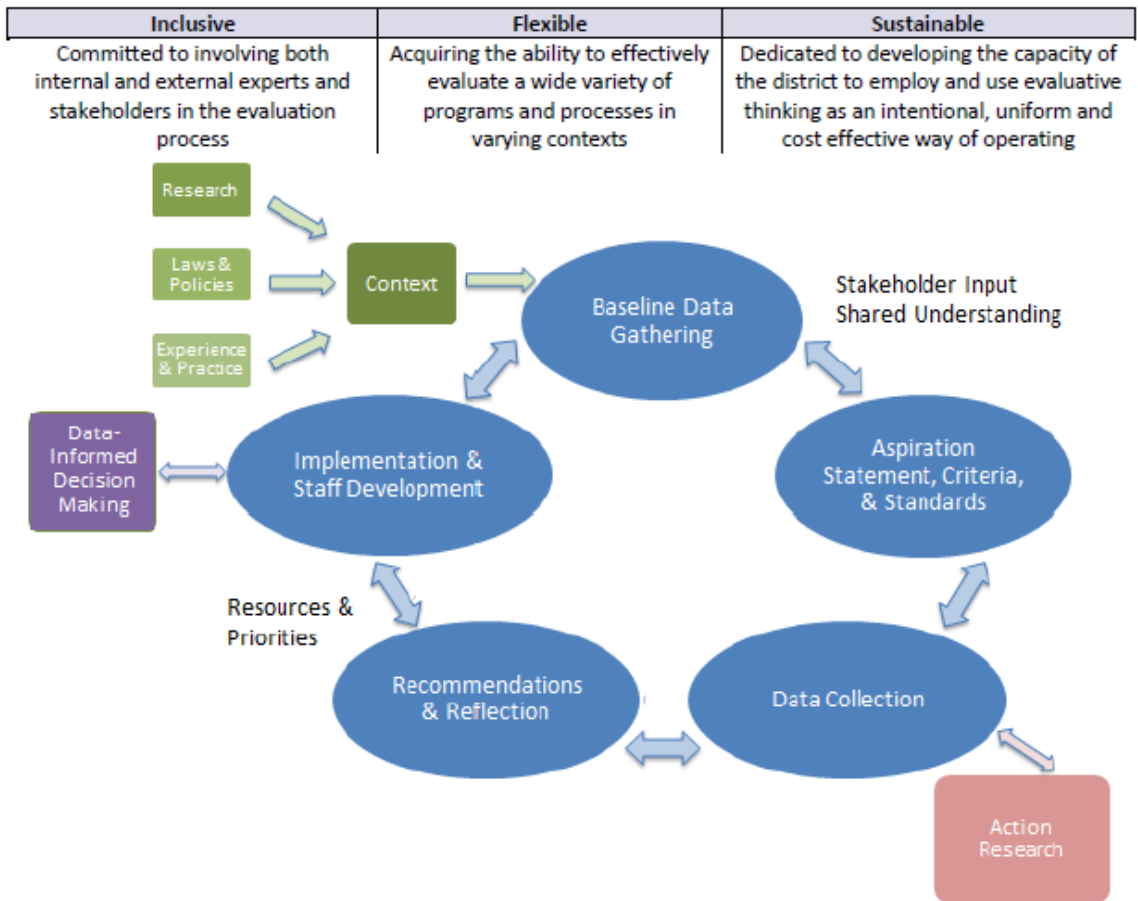 Inclusive
Committed to involving both
internal and external experts and
stakeholders in the evaluation
process
Flexible
Acquiring the ability to effectively
evaluate a wide variety of
programs and processes in
varying contexts
Sustainable
Dedicated to developing the capacity of
the district to employ and use evaluative
thinking as an intentional, uniform and
cost effective way of operating
Research
Laws &
Policies
Experience
& Practice
Context
Baseline Data
Gathering
Stakeholder Input
Shared Understanding
Data-
Informed
Decision
Making
Implementation &
Staff Development
Aspiration
Statement, Criteria,
& Standards
Resources &
Priorities
Recommendations
& Reflection
Data Collection
Action
Research